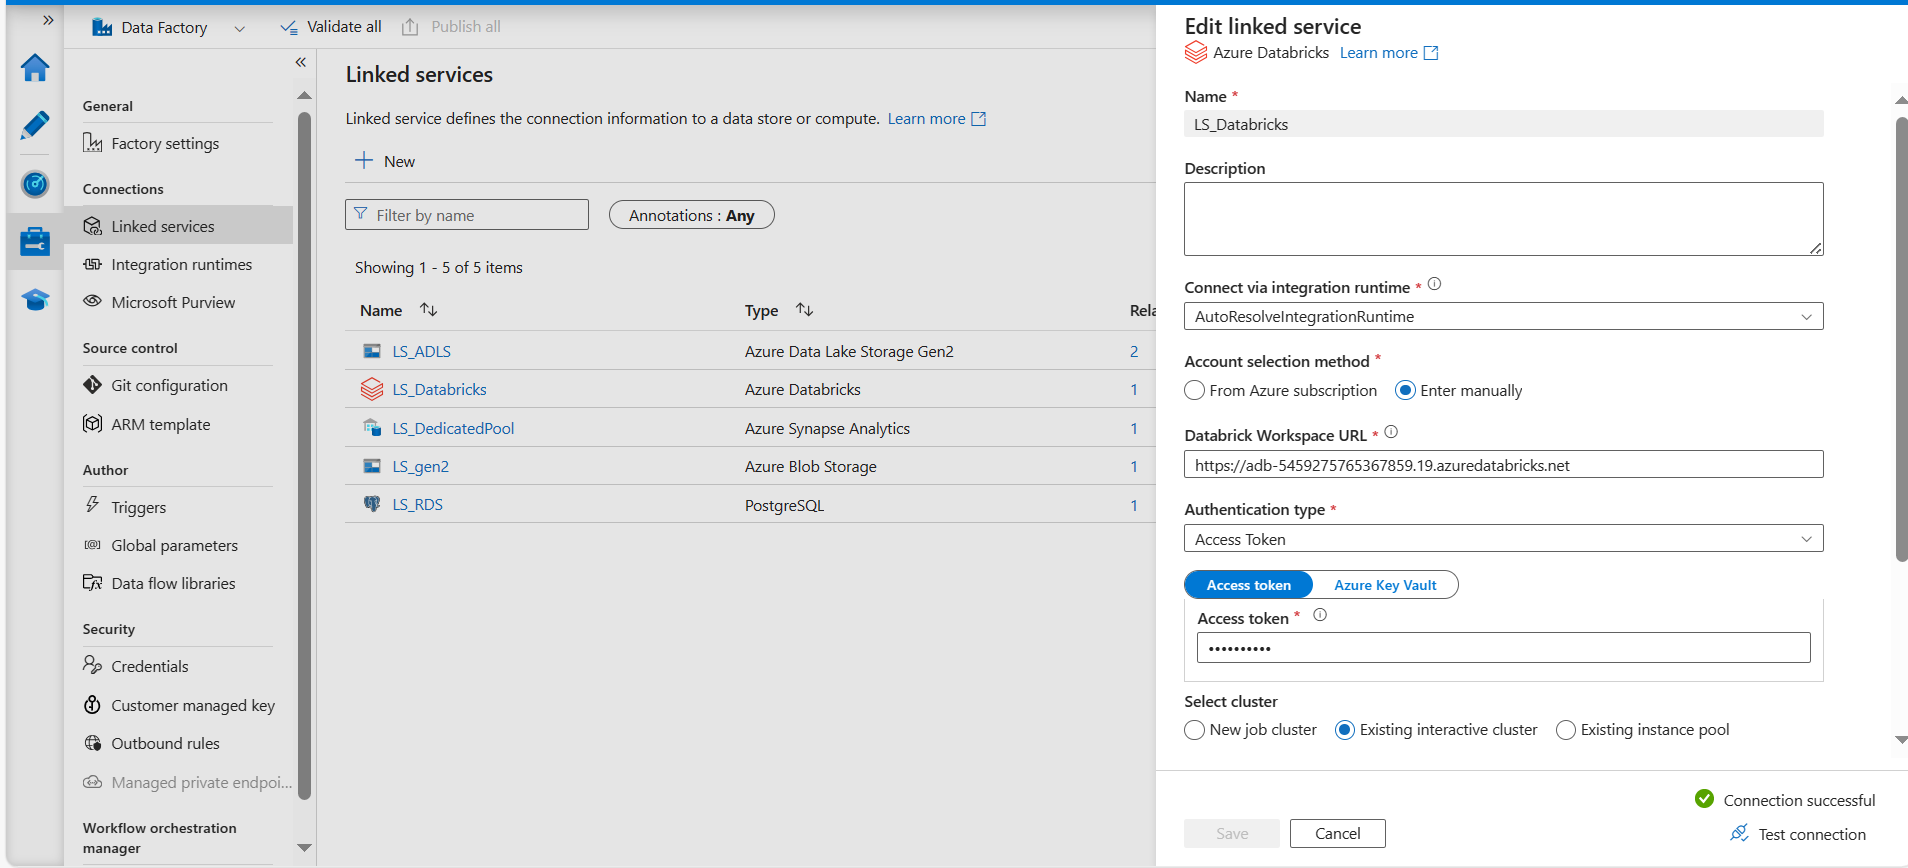 Data Factory
Validate all
Publish all
General
Factory settings
Connections
Linked services
Integration runtimes
Microsoft Purview
Source control
Git configuration
ARM template
Author
Triggers
Global parameters
Data flow libraries
Security
Credentials
Customer managed key
Outbound rules
Managed private endpoi...
Workflow orchestration
manager
Linked services
Linked service defines the connection information to a data store or compute. Learn more
New
Filter by name
Annotations : Any
Showing 1 - 5 of 5 items
Name Type Rela
LS_ADLS Azure Data Lake Storage Gen2 2
LS_Databricks Azure Databricks 1
LS_DedicatedPool Azure Synapse Analytics 1
LS_gen2 Azure Blob Storage 1
LS_RDS PostgreSQL 1
Edit linked service
Azure Databricks Learn more
Name *
LS_Databricks
Description
Connect via integration runtime *
AutoResolveIntegrationRuntime
Account selection method *
From Azure subscription Enter manually
Databrick Workspace URL *
https://adb-5459275765367859.19.azuredatabricks.net
Authentication type *
Access Token
Access token Azure Key Vault
Access token *
••••••••••
Select cluster
New job cluster Existing interactive cluster Existing instance pool
Connection successful
Save Cancel Test connection